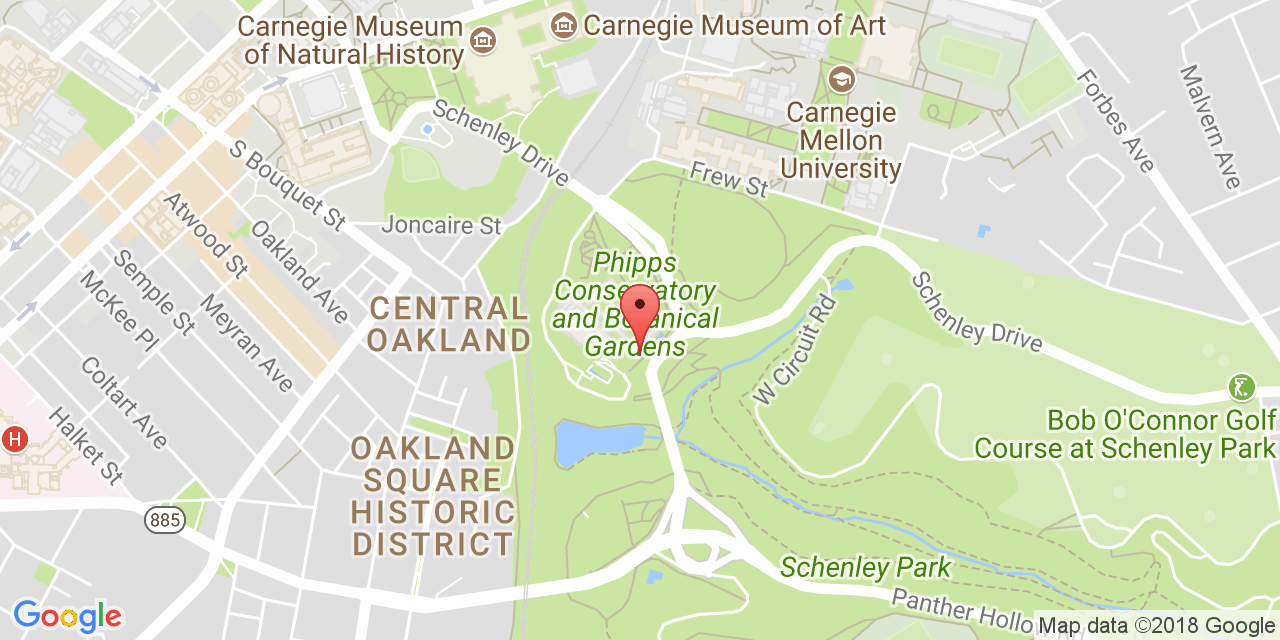 Carnegie Museum
of Natural History
Carnegie Museum of Art
Carnegie
Mellon
University
Forbes Ave
Malvern Ave
Schenley Drive
S Bouquet St
Frew St
Joncaire St
Atwood St
Oakland Ave
Semple St
McKee Pl
Meyran Ave
Coltart Ave
Halket St
Phipps
Conservatory
and Botanical
Gardens
CENTRAL
OAKLAND
Schenley Drive
W Circuit Rd
Bob O'Connor Golf
Course at Schenley Park
H
OAKLAND
SQUARE
HISTORIC
DISTRICT
885
Schenley Park
Panther Hollo
Google
Map data ©2018 Google